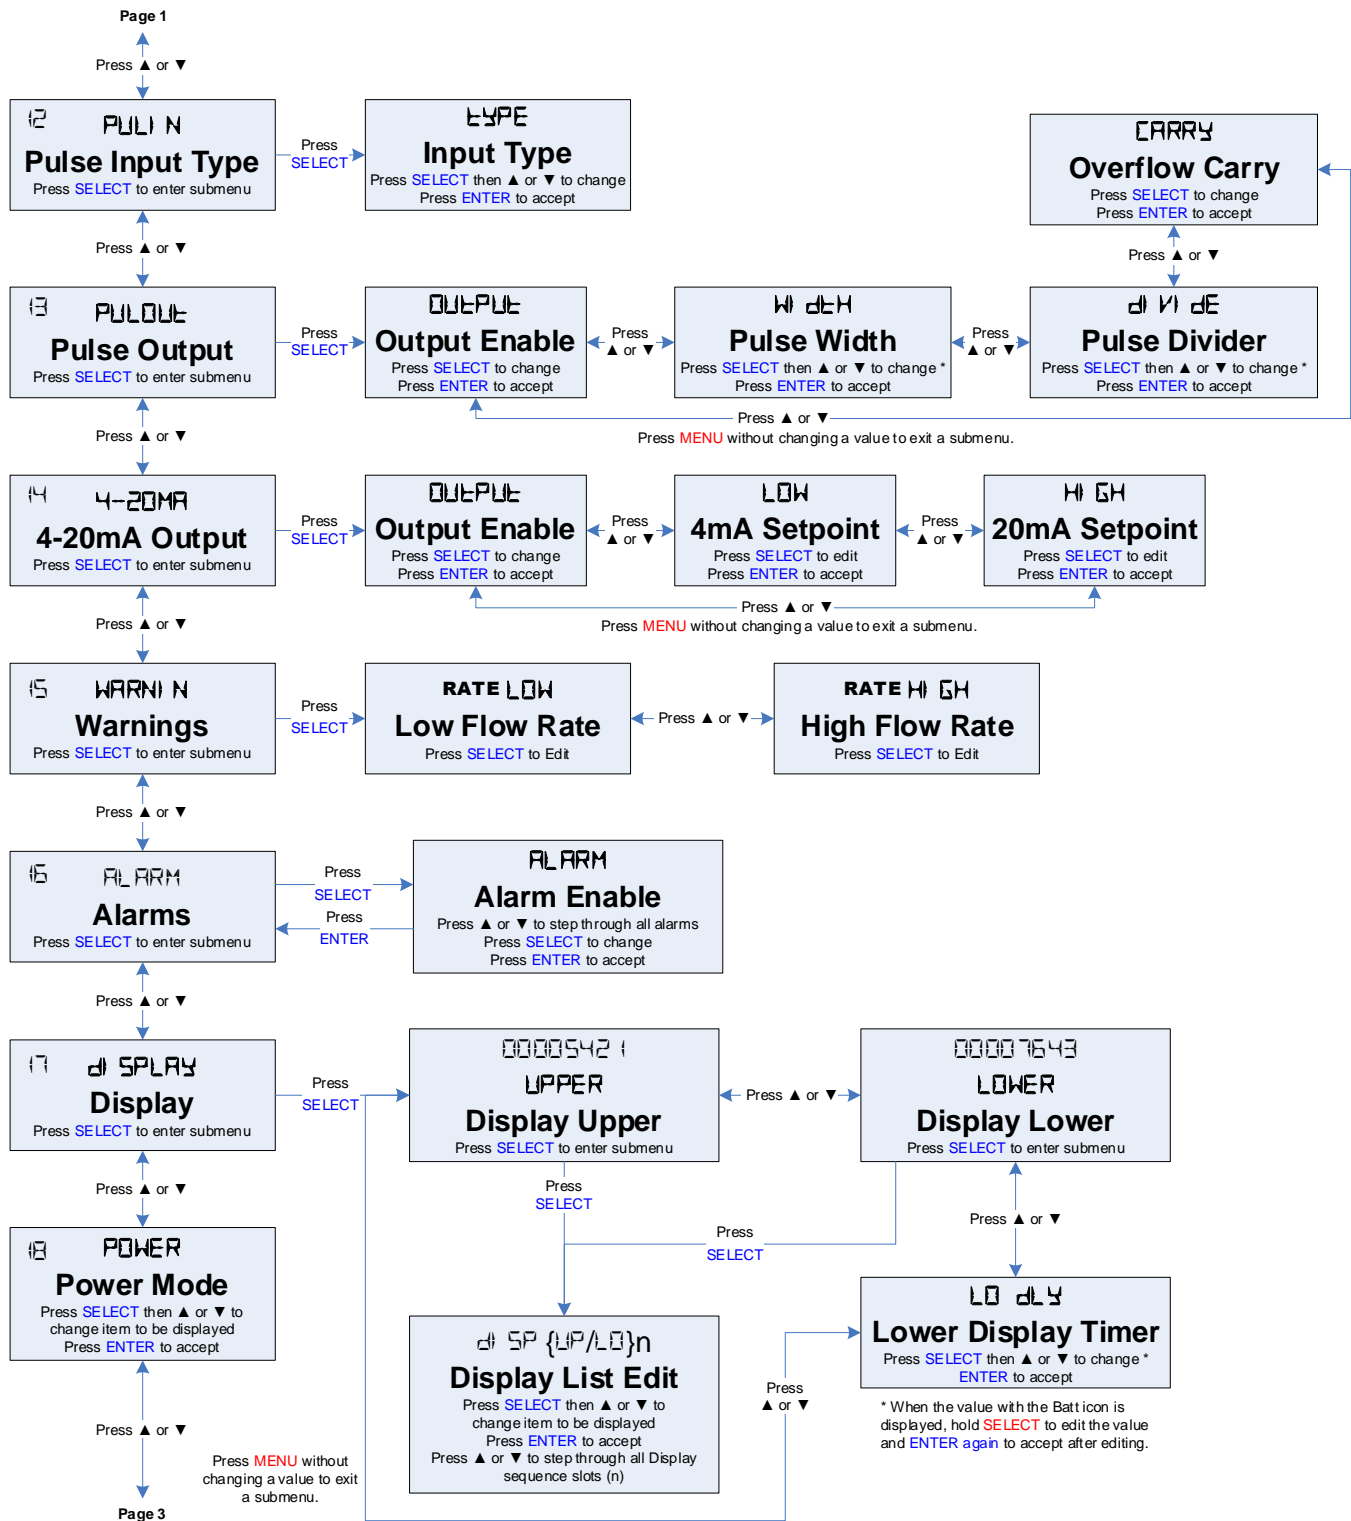 Page 1
Press ▲ or ▼
12
PULIN
Pulse Input Type
Press SELECT to enter submenu
Press
SELECT
tYPE
Input Type
Press SELECT then ▲ or ▼ to change
Press ENTER to accept
CARRY
Overflow Carry
Press SELECT to change
Press ENTER to accept
Press ▲ or ▼
Press ▲ or ▼
13
PULOUt
Pulse Output
Press SELECT to enter submenu
Press
SELECT
OUtPUt
Output Enable
Press SELECT to change
Press ENTER to accept
Press
▲ or ▼
WIdtH
Pulse Width
Press SELECT then ▲ or ▼ to change *
Press ENTER to accept
Press
▲ or ▼
dIVIdE
Pulse Divider
Press SELECT then ▲ or ▼ to change *
Press ENTER to accept
Press ▲ or ▼
Press MENU without changing a value to exit a submenu.
Press ▲ or ▼
14
4-20MA
4-20mA Output
Press SELECT to enter submenu
Press
SELECT
OUtPUt
Output Enable
Press SELECT to change
Press ENTER to accept
Press
▲ or ▼
LOW
4mA Setpoint
Press SELECT to edit
Press ENTER to accept
Press
▲ or ▼
HIGH
20mA Setpoint
Press SELECT to edit
Press ENTER to accept
Press ▲ or ▼
Press MENU without changing a value to exit a submenu.
Press ▲ or ▼
15
WARNIN
Warnings
Press SELECT to enter submenu
Press
SELECT
RATE LOW
Low Flow Rate
Press SELECT to Edit
Press ▲ or ▼
RATE HIGH
High Flow Rate
Press SELECT to Edit
Press ▲ or ▼
16
ALARM
Alarms
Press SELECT to enter submenu
Press
SELECT
Press
ENTER
ALARM
Alarm Enable
Press ▲ or ▼ to step through all alarms
Press SELECT to change
Press ENTER to accept
Press ▲ or ▼
17
dISPLAY
Display
Press SELECT to enter submenu
Press
SELECT
00005421
UPPER
Display Upper
Press SELECT to enter submenu
Press ▲ or ▼
00007643
LOWER
Display Lower
Press SELECT to enter submenu
Press ▲ or ▼
Press
SELECT
Press
SELECT
Press ▲ or ▼
18
POWER
Power Mode
Press SELECT then ▲ or ▼ to
change item to be displayed
Press ENTER to accept
dISP {UP/LO}n
Display List Edit
Press SELECT then ▲ or ▼ to
change item to be displayed
Press ENTER to accept
Press ▲ or ▼ to step through all Display
sequence slots (n)
LO dLY
Lower Display Timer
Press SELECT then ▲ or ▼ to change *
ENTER to accept
Press
▲ or ▼
* When the value with the Batt icon is
displayed, hold SELECT to edit the value
and ENTER again to accept after editing.
Press ▲ or ▼
Press MENU without
changing a value to exit
a submenu.
Page 3